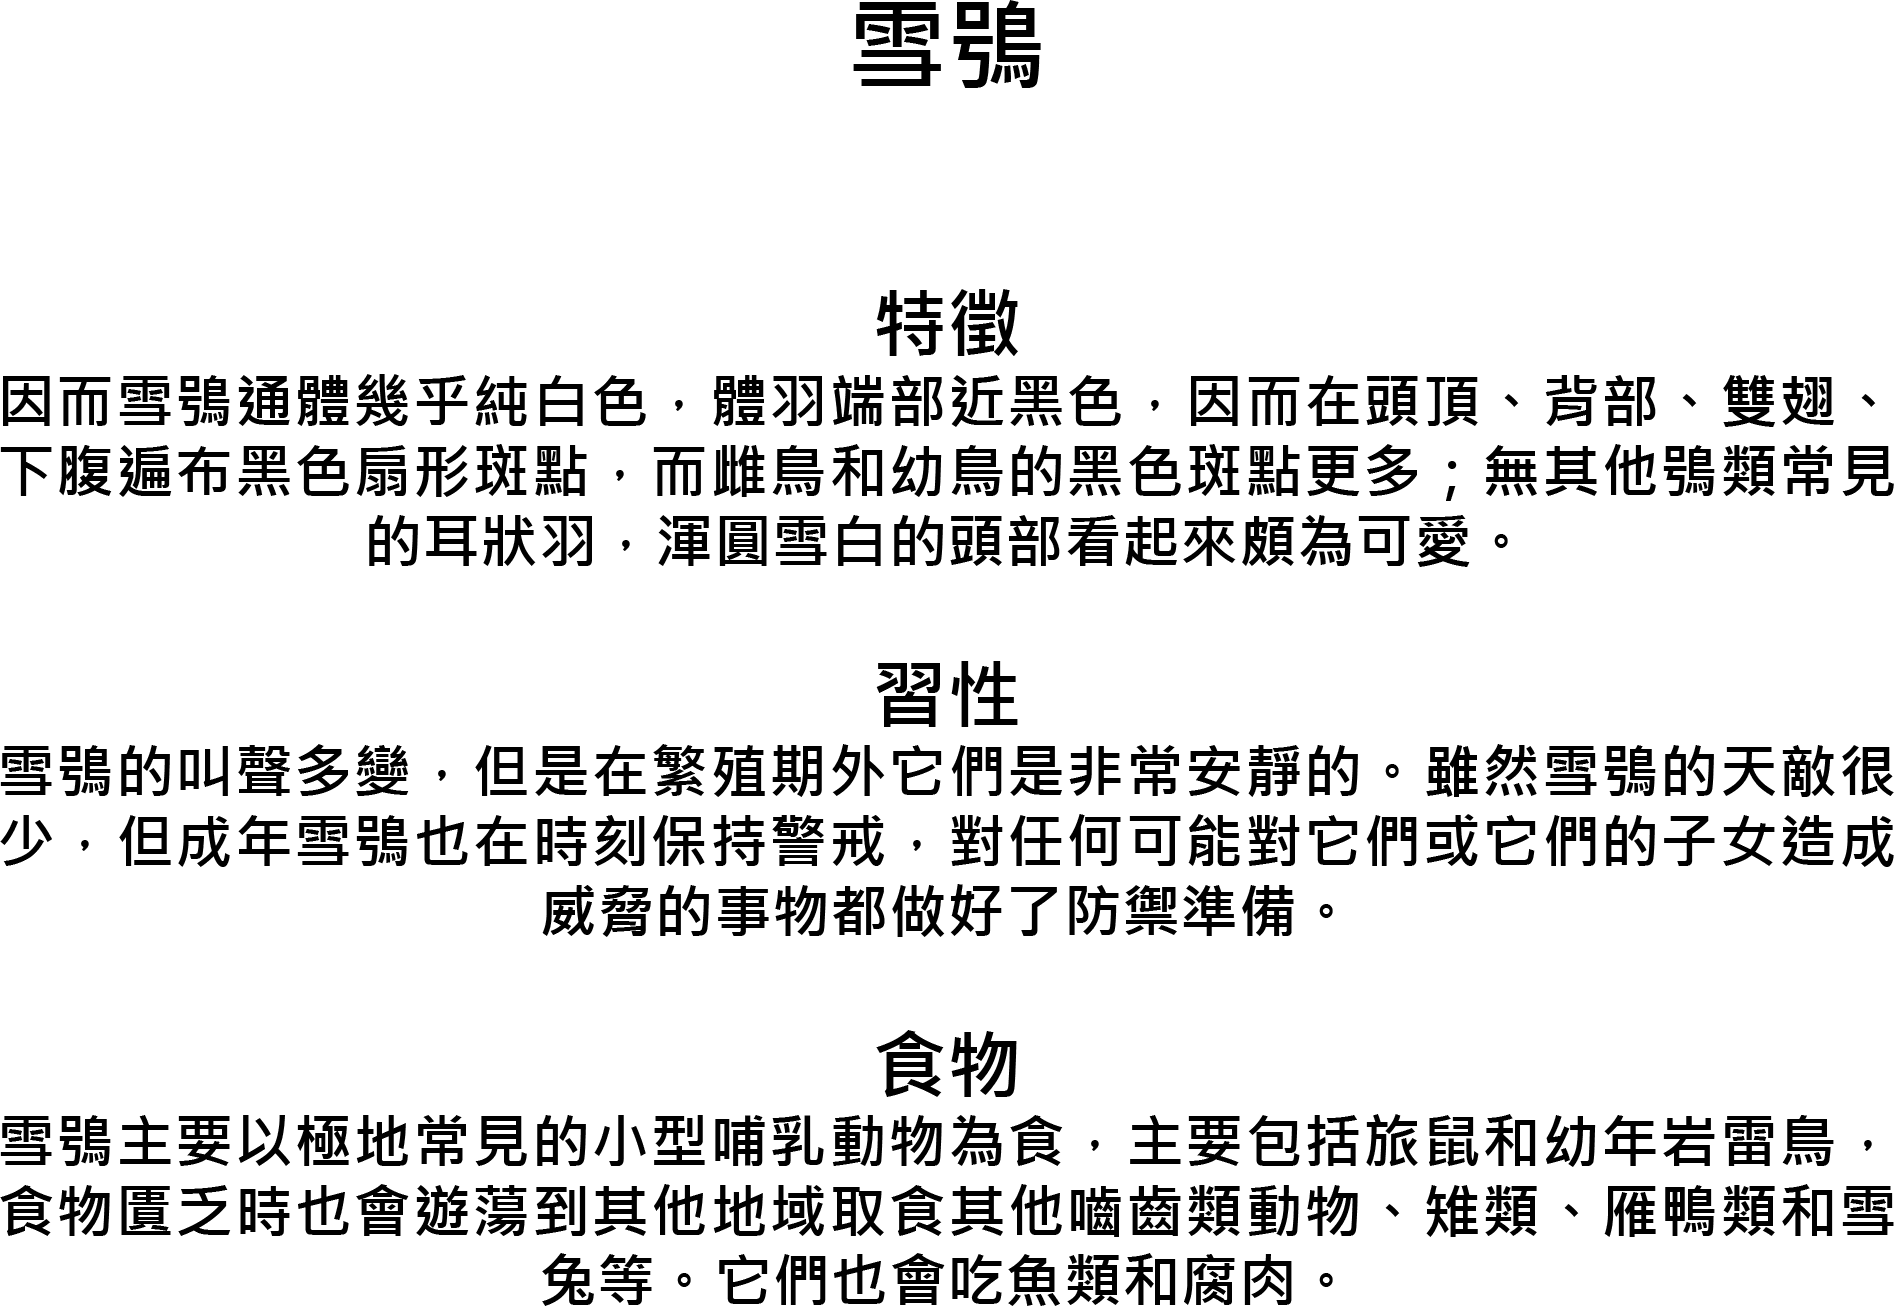 雪鴞
特徵
因而雪鴞通體幾乎純白色，體羽端部近黑色，因而在頭頂、背部、雙翅、
下腹遍布黑色扇形斑點，而雌鳥和幼鳥的黑色斑點更多；無其他鴞類常見
的耳狀羽，渾圓雪白的頭部看起來頗為可愛。
習性
雪鴞的叫聲多變，但是在繁殖期外它們是非常安靜的。雖然雪鴞的天敵很
少，但成年雪鴞也在時刻保持警戒，對任何可能對它們或它們的子女造成
威脅的事物都做好了防禦準備。
食物
雪鴞主要以極地常見的小型哺乳動物為食，主要包括旅鼠和幼年岩雷鳥，
食物匱乏時也會遊蕩到其他地域取食其他嚙齒類動物、雉類、雁鴨類和雪
兔等。它們也會吃魚類和腐肉。